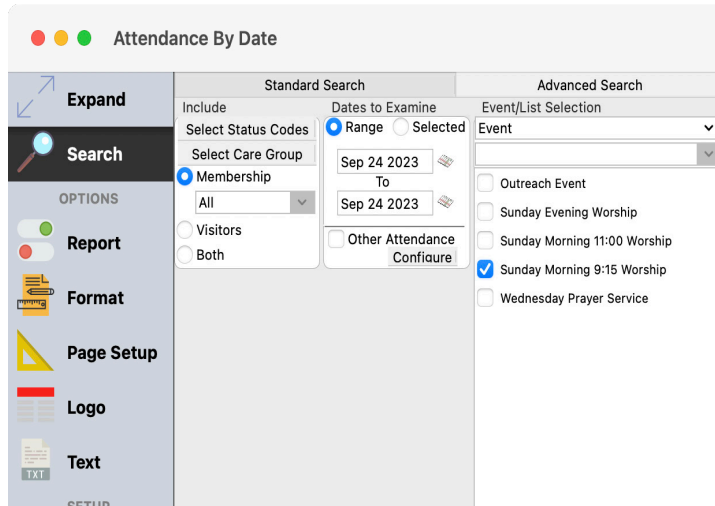 Attendance By Date
Expand
Search
OPTIONS
Report
Format
Page Setup
Logo
TXT
Text
SETUP
Standard Search
Advanced Search
Include
Select Status Codes
Select Care Group
Membership
All
Visitors
Both
Dates to Examine
Range Selected
Sep 24 2023
To
Sep 24 2023
Other Attendance
Configure
Event/List Selection
Event
Outreach Event
Sunday Evening Worship
Sunday Morning 11:00 Worship
Sunday Morning 9:15 Worship
Wednesday Prayer Service